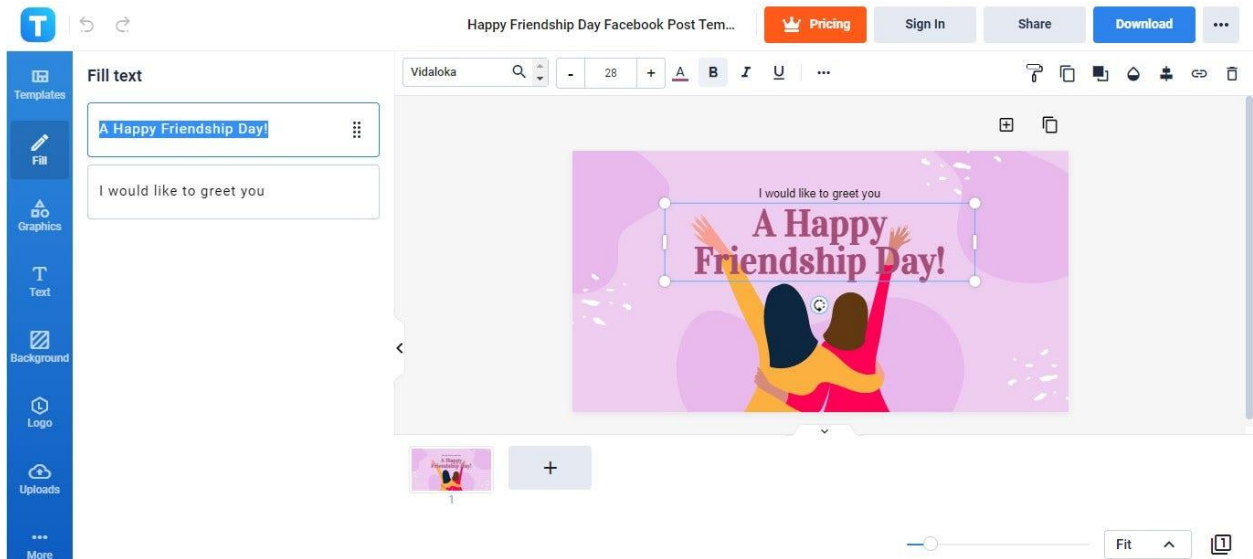 T
Happy Friendship Day Facebook Post Tem...
Pricing
Sign In
Share
Download
Templates
Fill
Graphics
Text
Background
Logo
Uploads
More
Fill text
A Happy Friendship Day!
I would like to greet you
Vidaloka
- 28 + A B I U
I would like to greet you
A Happy
Friendship Day!
A Happy
Friendship Day!
1
+
Fit
1